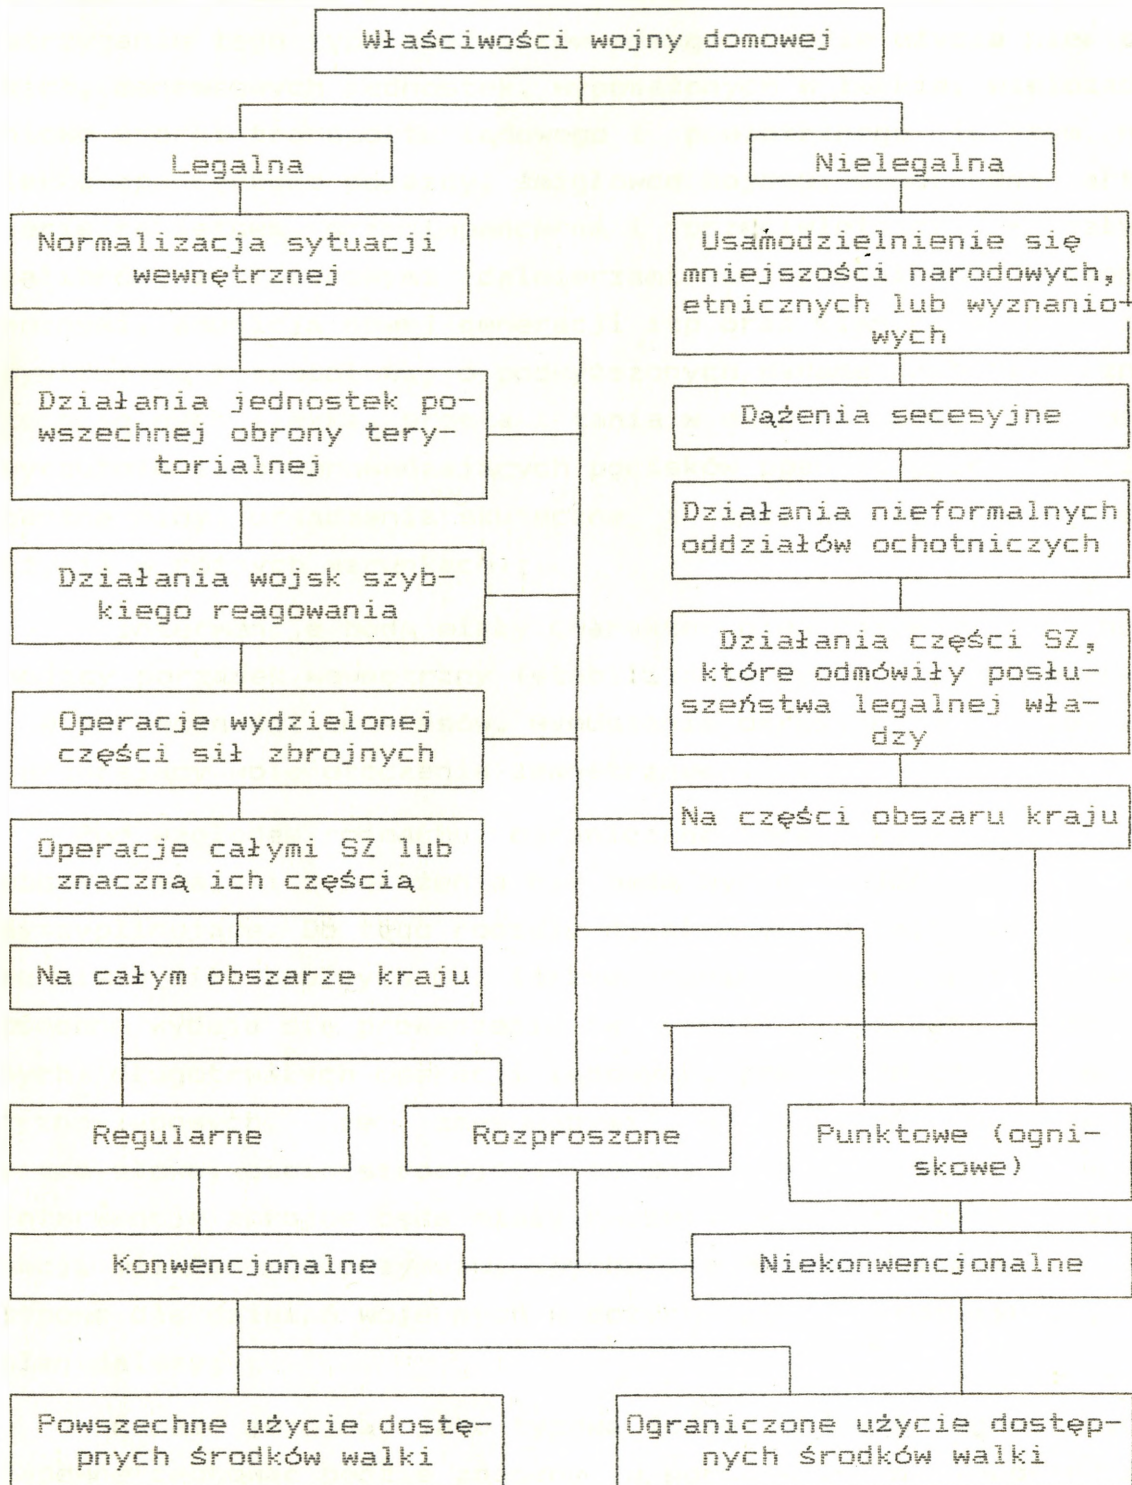 Właściwości wojny domowej
Legalna
Nielegalna
Normalizacja sytuacji
wewnętrznej
Usamodzielnienie się
mniejszości narodowych,
etnicznych lub wyznanio-
wych
Działania jednostek po-
wszechnej obrony tery-
torialnej
Dążenia secesyjne
Działania nieformalnych
oddziałów ochotniczych
Działania wojsk szyb-
kiego reagowania
Działania części SZ,
które odmówiły posłu-
szeństwa legalnej wła-
dzy
Operacje wydzielonej
części sił zbrojnych
Na części obszaru kraju
Operacje całymi SZ lub
znaczną ich częścią
Na całym obszarze kraju
Regularne
Rozproszone
Punktowe (ogni-
skowe)
Konwencjonalne
Niekonwencjonalne
Powszechne użycie dostę-
pnych środków walki
Ograniczone użycie dostęp-
nych środków walki